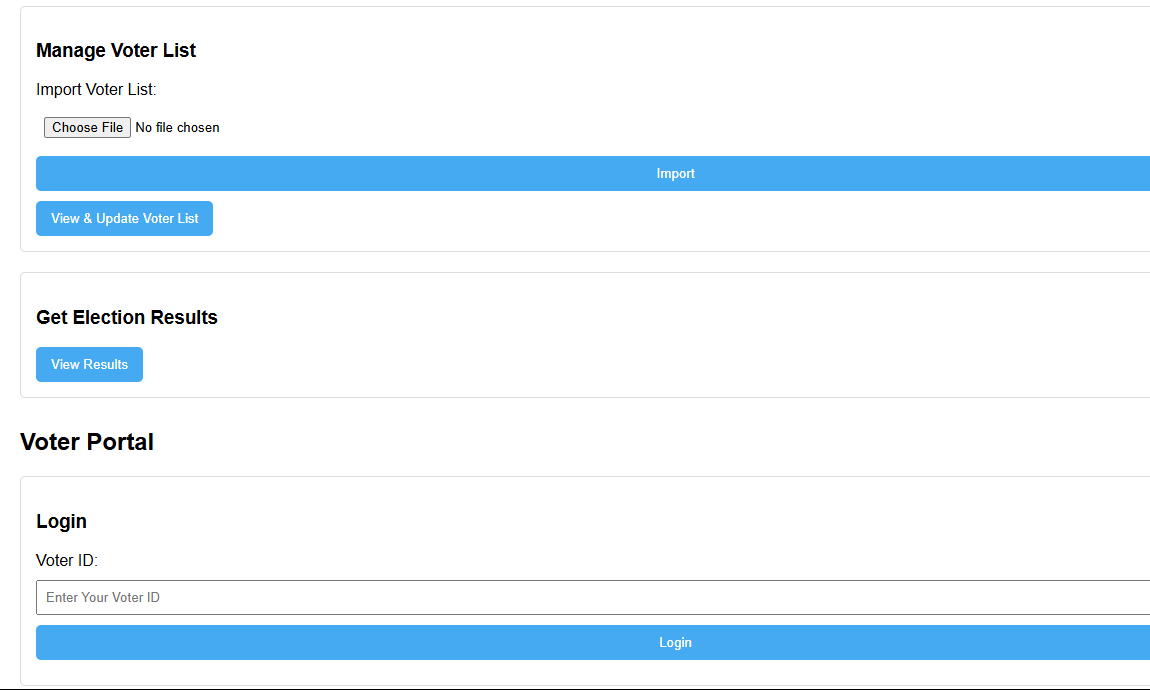 Manage Voter List
Import Voter List:
Choose File No file chosen
Import
View & Update Voter List
Get Election Results
View Results
Voter Portal
Login
Voter ID:
Enter Your Voter ID
Login